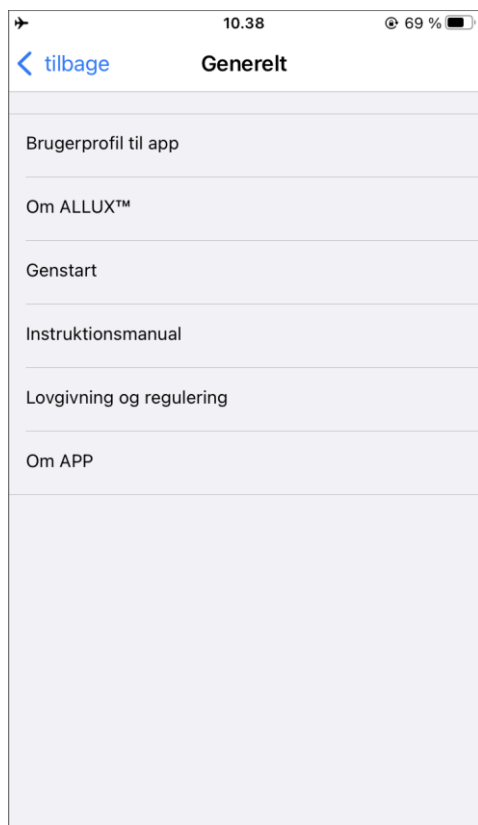 10.38
69 %
tilbage
Generelt
Brugerprofil til app
Om ALLUX™
Genstart
Instruktionsmanual
Lovgivning og regulering
Om APP